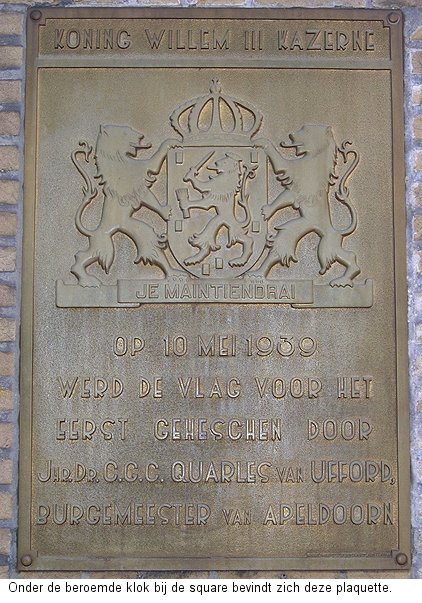 KONING WILLEM III KAZERNE
JE MAINTIENDRAI
OP 10 MEI 1939
WERD DE VLAG VOOR HET
EERST GEHESCHEN DOOR
JHR. DR. C.G.C. QUARLES VAN UFFORD,
BURGEMEESTER VAN APELDOORN
Onder de beroemde klok bij de square bevindt zich deze plaquette.